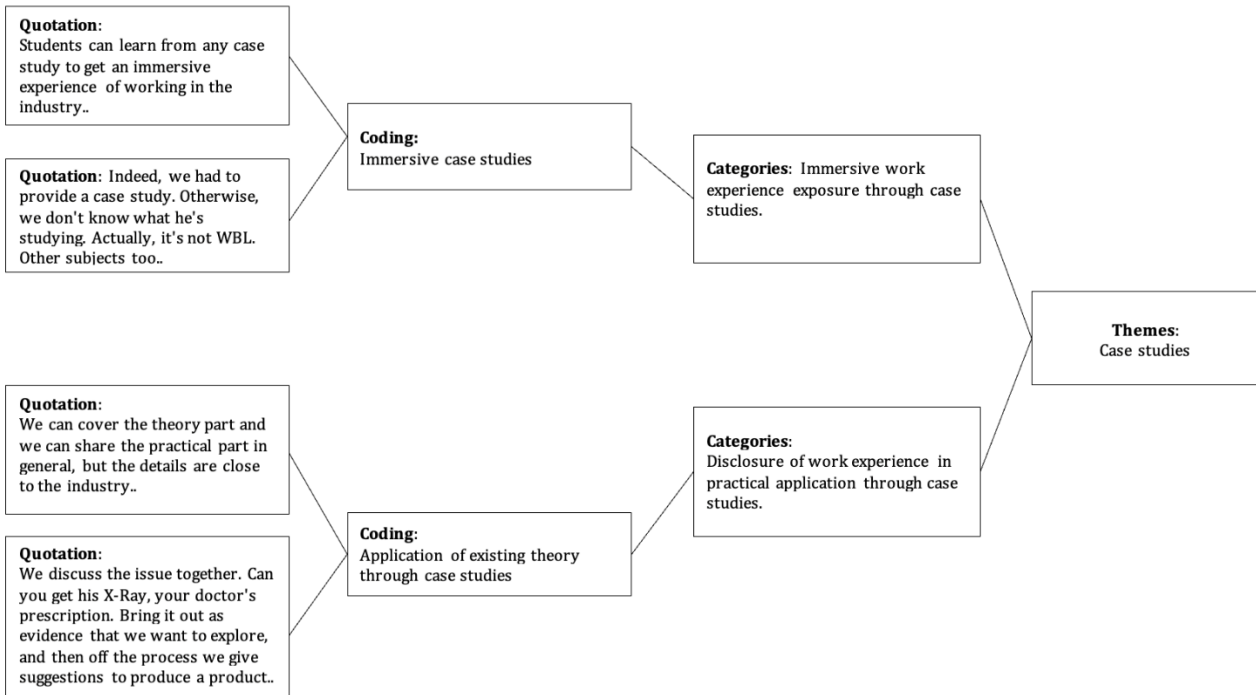 Quotation:
Students can learn from any case
study to get an immersive
experience of working in the
industry..
Quotation: Indeed, we had to
provide a case study. Otherwise,
we don't know what he's
studying. Actually, it's not WBL.
Other subjects too..
Coding:
Immersive case studies
Categories: Immersive work
experience exposure through case
studies.
Themes:
Case studies
Quotation:
We can cover the theory part and
we can share the practical part in
general, but the details are close
to the industry..
Quotation:
We discuss the issue together. Can
you get his X-Ray, your doctor's
prescription. Bring it out as
evidence that we want to explore,
and then off the process we give
suggestions to produce a product..
Coding:
Application of existing theory
through case studies
Categories:
Disclosure of work experience in
practical application through case
studies.